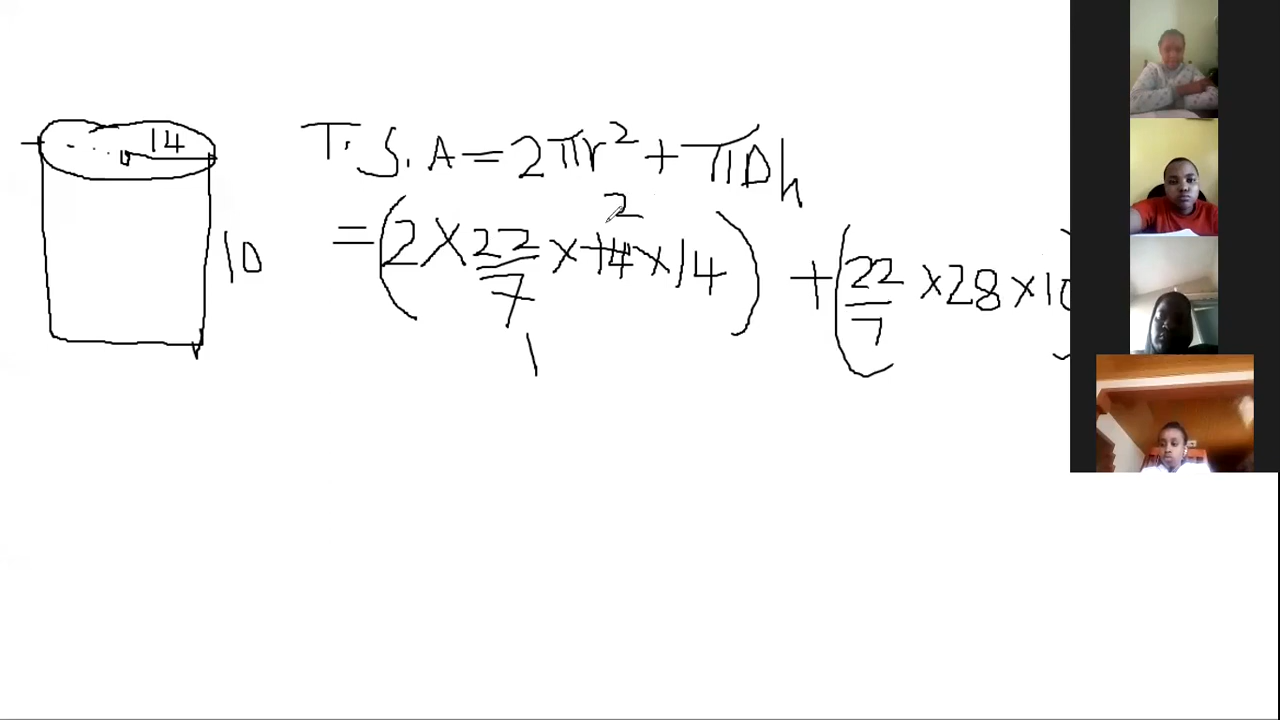 14
10
T.S.A = 2πr² + πDh
2
= (2 × 22/7 × 14 × 14) + (22/7 × 28 × 10
1